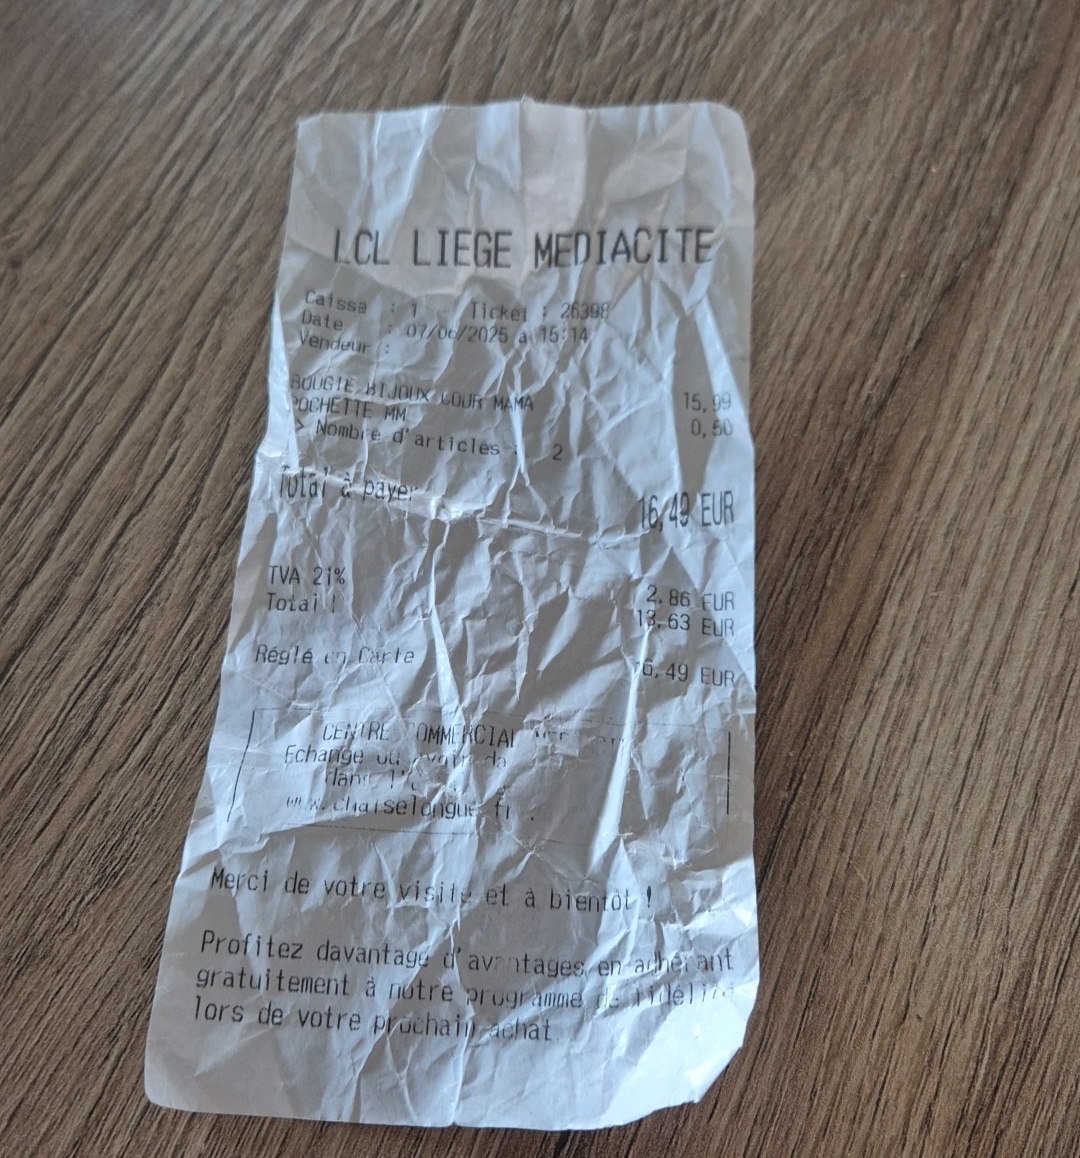 LCL LIEGE MEDIACITE
Caisse : 1 Ticket : 26398
Date : 07/06/2025 à 15:14
Vendeur :
BOUGIE BIJOUX COUR MAMA 15,99
POCHETTE MM 0,50
> Nombre d'articles : 2
Total à payer 16,49 EUR
TVA 21% 2,86 EUR
Total 13,63 EUR
Réglé en Carte 16,49 EUR
CENTRE COMMERCIAL
Echange ou avoir
dans
www.chaiselongue.fr .
Merci de votre visite et à bientôt !
Profitez davantage d'avantages en adhérant
gratuitement à notre programme de fidélité
lors de votre prochain achat.